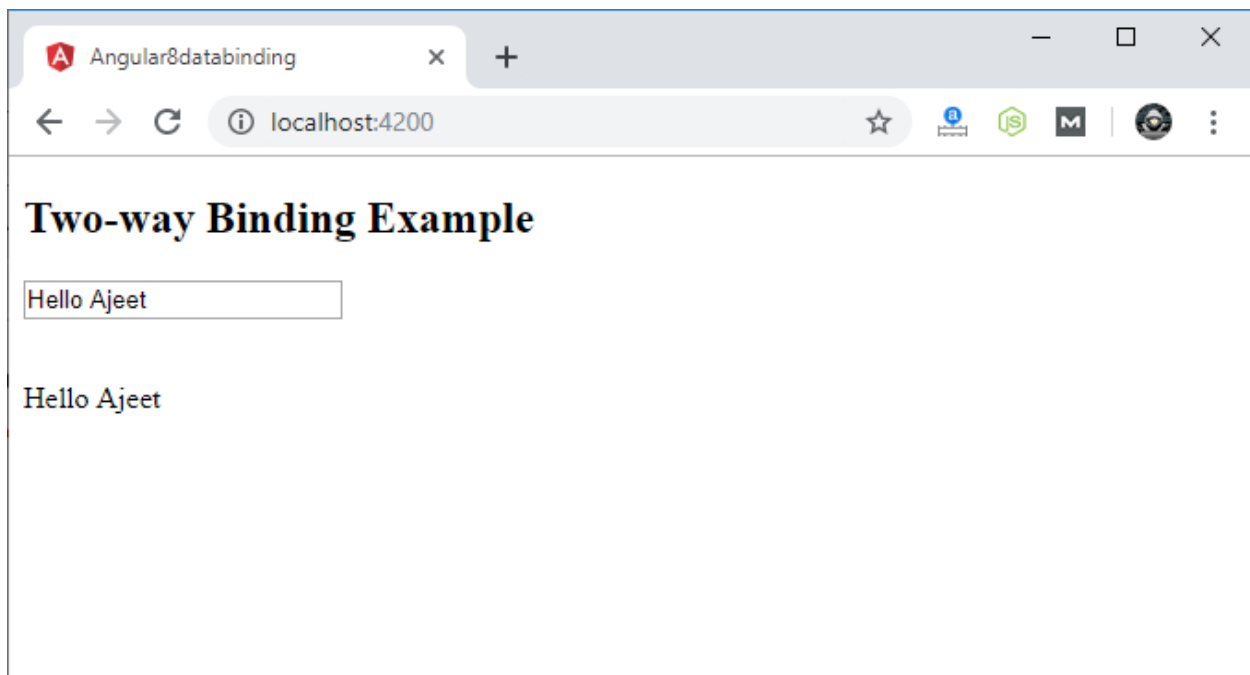 Angular8databinding
localhost:4200
Two-way Binding Example
Hello Ajeet
Hello Ajeet